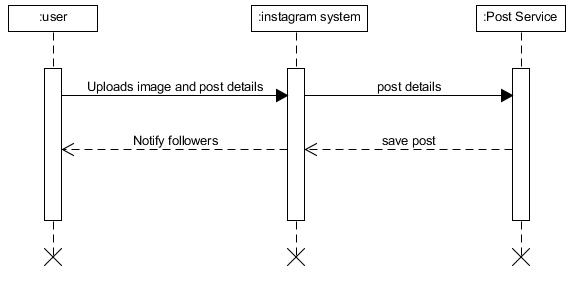 :user
:instagram system
:Post Service
Uploads image and post details
post details
Notify followers
save post